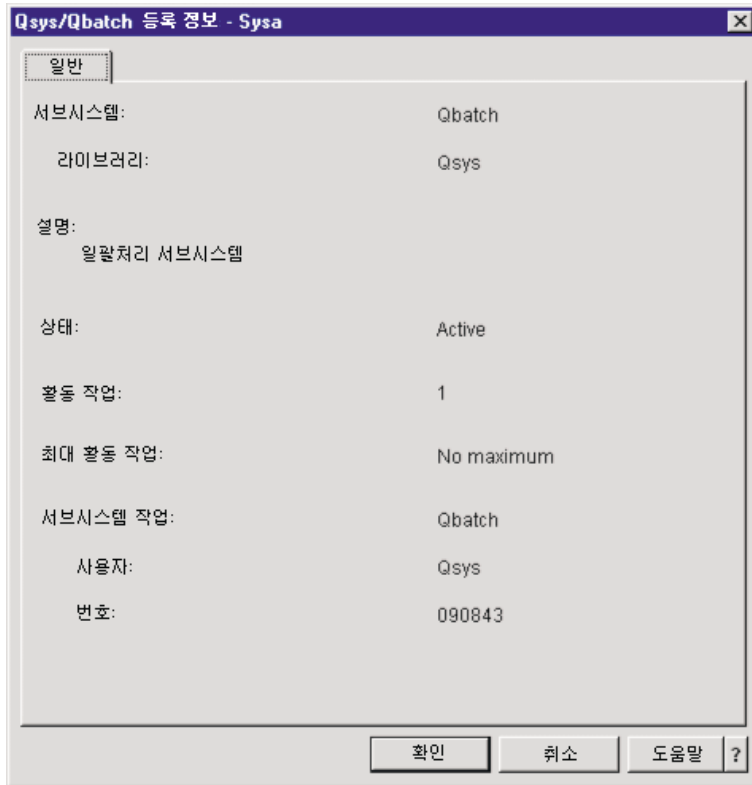 Qsys/Qbatch 등록 정보 - Sysa
일반
서브시스템: Qbatch
라이브러리: Qsys
설명:
일괄처리 서브시스템
상태: Active
활동 작업: 1
최대 활동 작업: No maximum
서브시스템 작업: Qbatch
사용자: Qsys
번호: 090843
확인 취소 도움말 ?